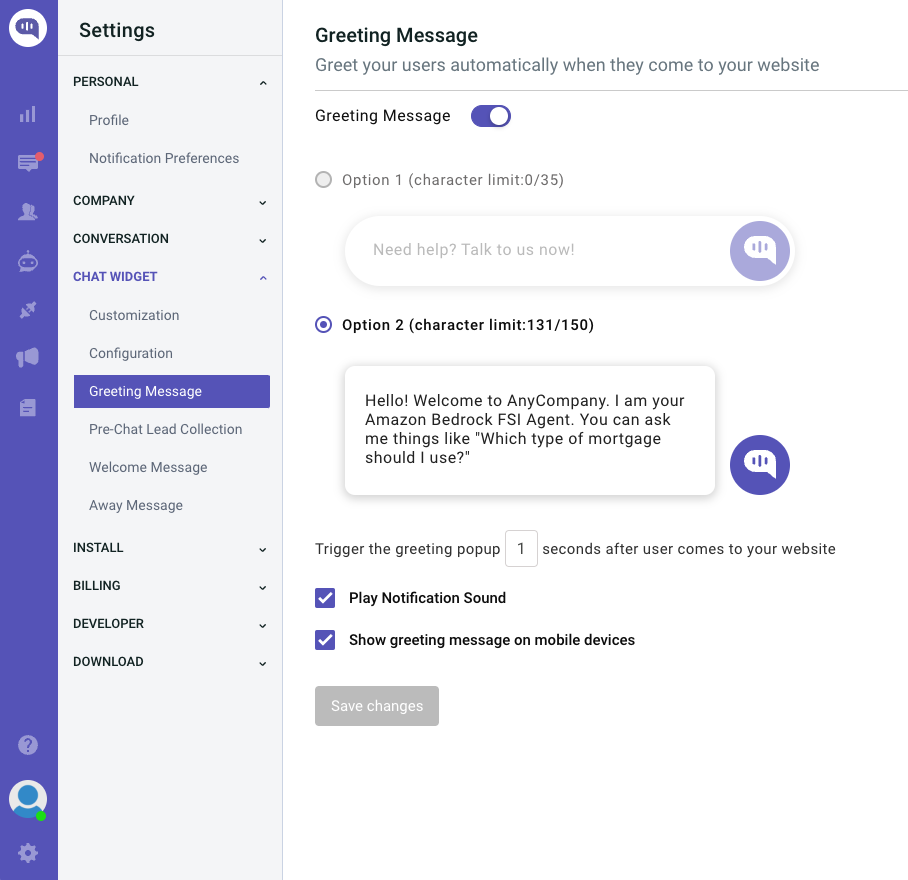 Settings
PERSONAL
Profile
Notification Preferences
COMPANY
CONVERSATION
CHAT WIDGET
Customization
Configuration
Greeting Message
Pre-Chat Lead Collection
Welcome Message
Away Message
INSTALL
BILLING
DEVELOPER
DOWNLOAD
?
Greeting Message
Greet your users automatically when they come to your website
Greeting Message
Option 1 (character limit:0/35)
Need help? Talk to us now!
Option 2 (character limit:131/150)
Hello! Welcome to AnyCompany. I am your
Amazon Bedrock FSI Agent. You can ask
me things like "Which type of mortgage
should I use?"
Trigger the greeting popup 1 seconds after user comes to your website
Play Notification Sound
Show greeting message on mobile devices
Save changes